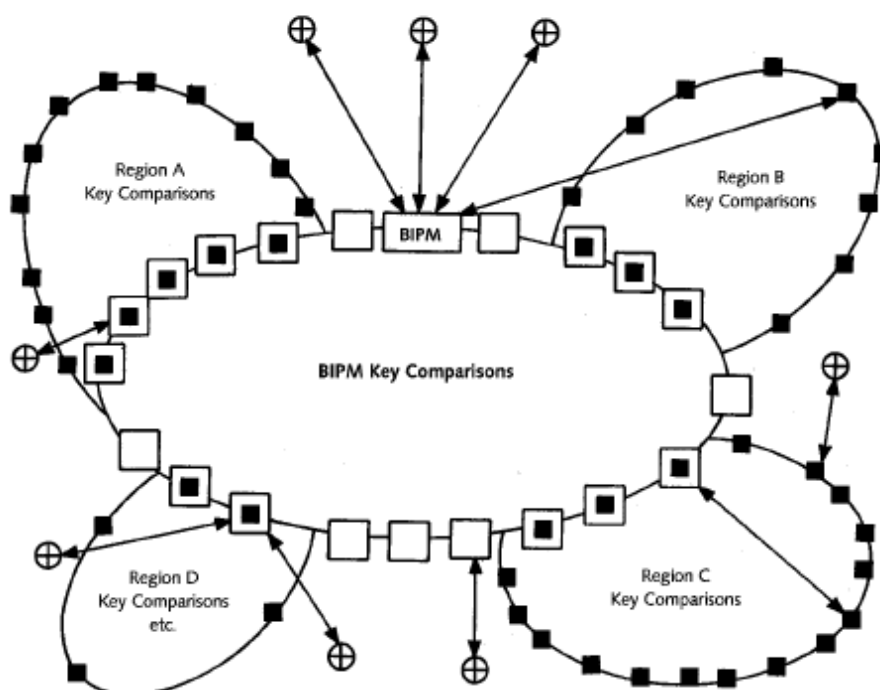 Region A
Key Comparisons
Region B
Key Comparisons
BIPM
BIPM Key Comparisons
Region C
Key Comparisons
Region D
Key Comparisons
etc.